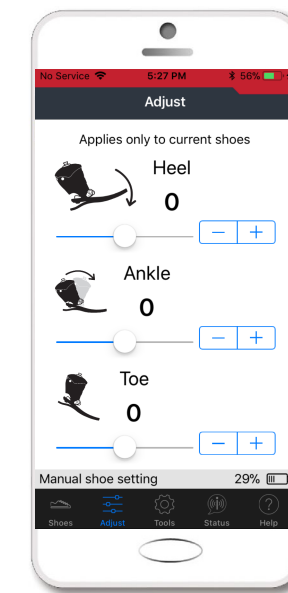 No Service 5:27 PM 56%
Adjust
Applies only to current shoes
Heel
0
− +
Ankle
0
− +
Toe
0
− +
Manual shoe setting 29%
Shoes Adjust Tools Status Help